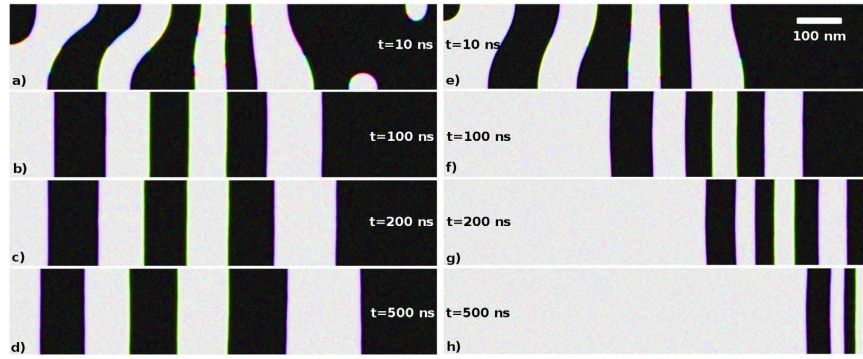 t=10 ns
a)
t=100 ns
b)
t=200 ns
c)
t=500 ns
d)
t=10 ns
100 nm
e)
t=100 ns
f)
t=200 ns
g)
t=500 ns
h)